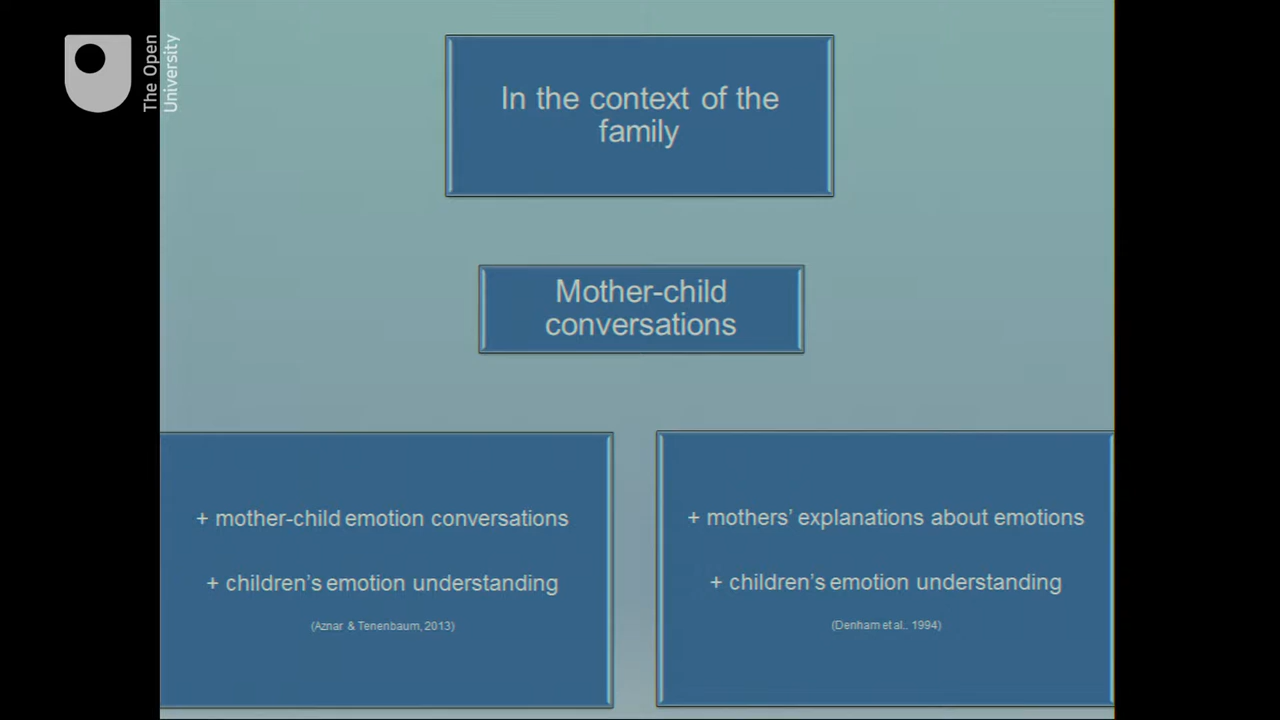 The Open
University
In the context of the
family
Mother-child
conversations
+ mother-child emotion conversations
+ children's emotion understanding
(Aznar & Tenenbaum, 2013)
+ mothers' explanations about emotions
+ children's emotion understanding
(Denham et al.. 1994)